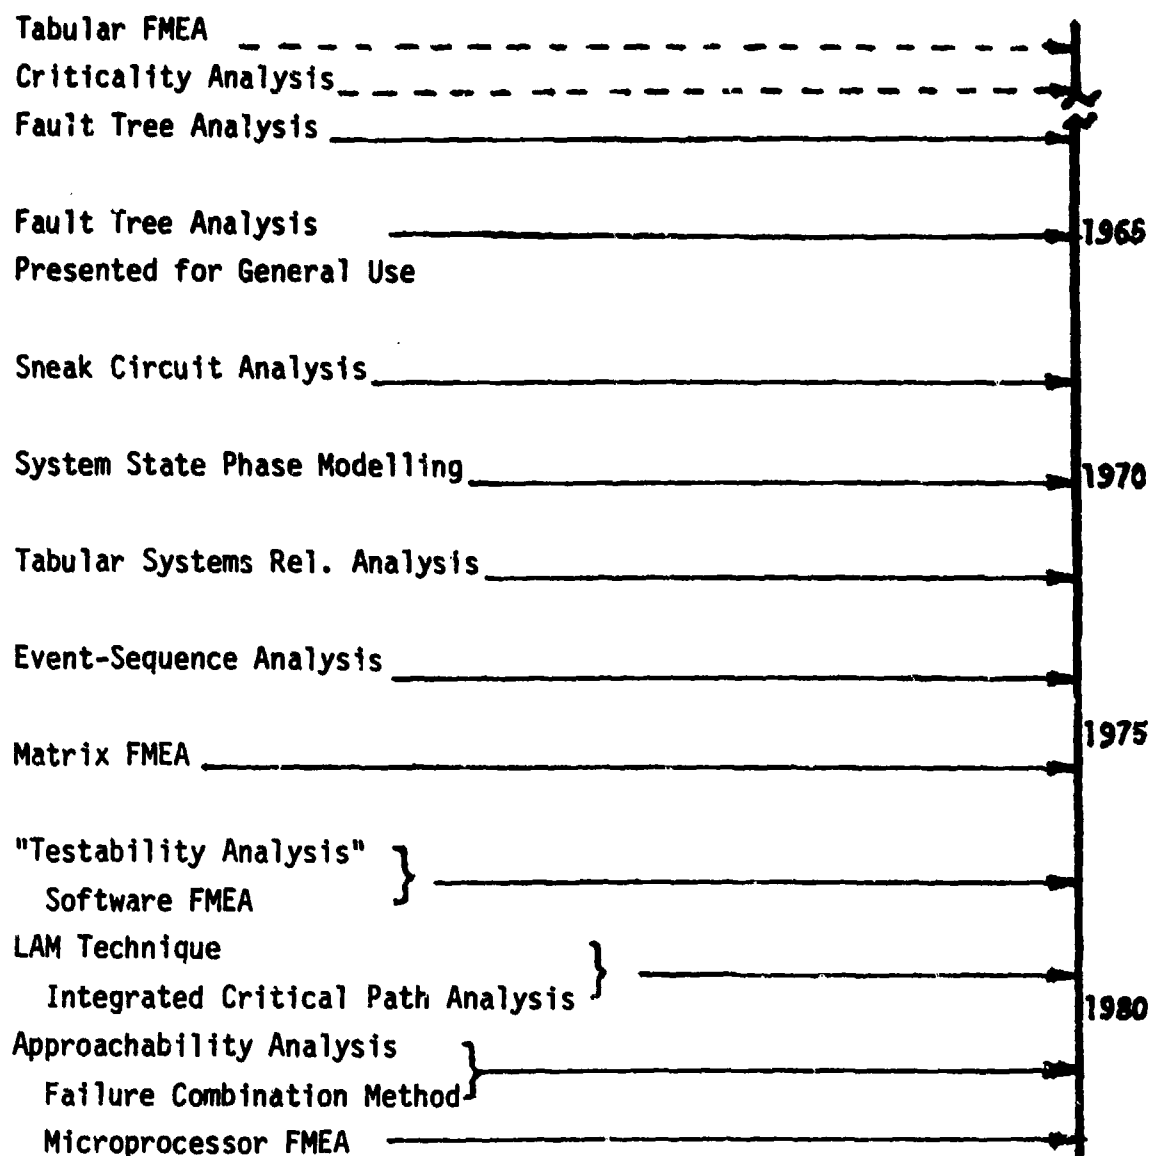 Tabular FMEA
Criticality Analysis
Fault Tree Analysis
Fault Tree Analysis
1965
Presented for General Use
Sneak Circuit Analysis
System State Phase Modelling
1970
Tabular Systems Rel. Analysis
Event-Sequence Analysis
1975
Matrix FMEA
"Testability Analysis"
Software FMEA
LAM Technique
Integrated Critical Path Analysis
1980
Approachability Analysis
Failure Combination Method
Microprocessor FMEA